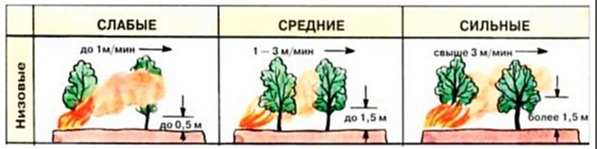 СЛАБЫЕ СРЕДНИЕ СИЛЬНЫЕ
Низовые
до 1м/мин 1 – 3 м/мин свыше 3 м/мин
до 0,5 м до 1,5 м более 1,5 м